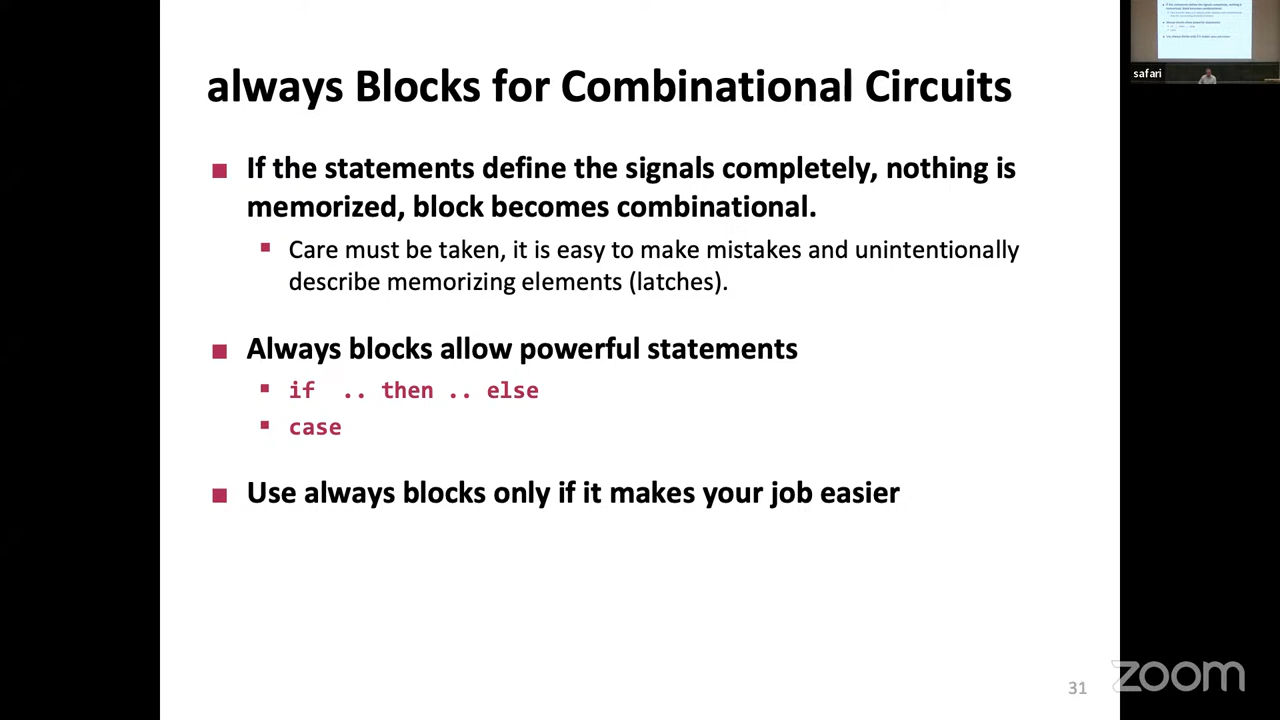 always Blocks for Combinational Circuits
If the statements define the signals completely, nothing is
memorized, block becomes combinational.
Care must be taken, it is easy to make mistakes and unintentionally
describe memorizing elements (latches).
Always blocks allow powerful statements
if .. then .. else
case
Use always blocks only if it makes your job easier
31
safari
zoom